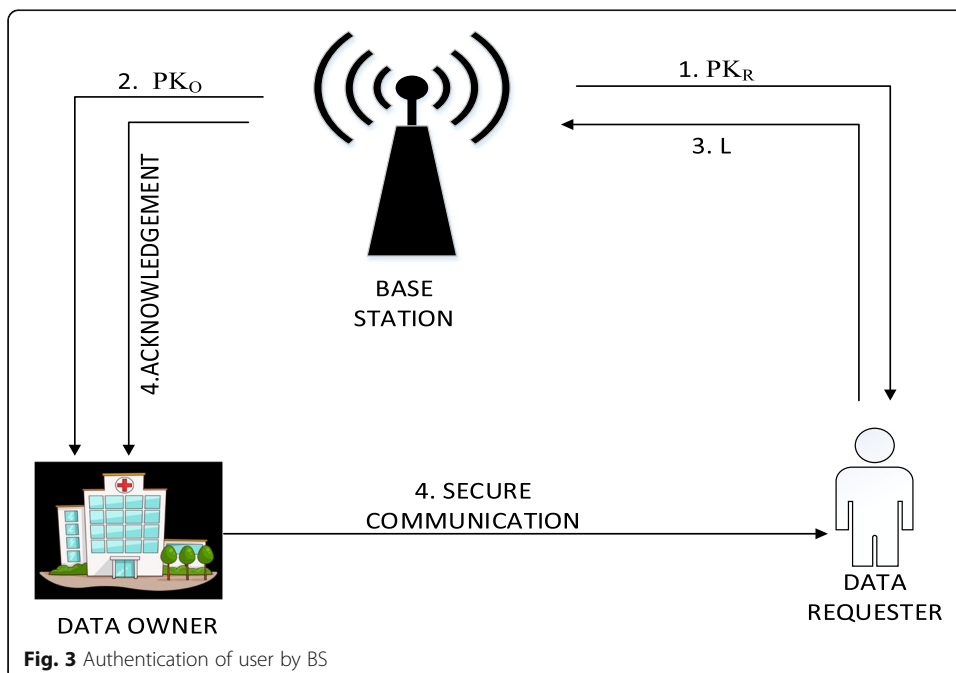 2. PKO
1. PKR
3. L
4.ACKNOWLEDGEMENT
BASE
STATION
4. SECURE
COMMUNICATION
DATA OWNER
DATA
REQUESTER
Fig. 3 Authentication of user by BS